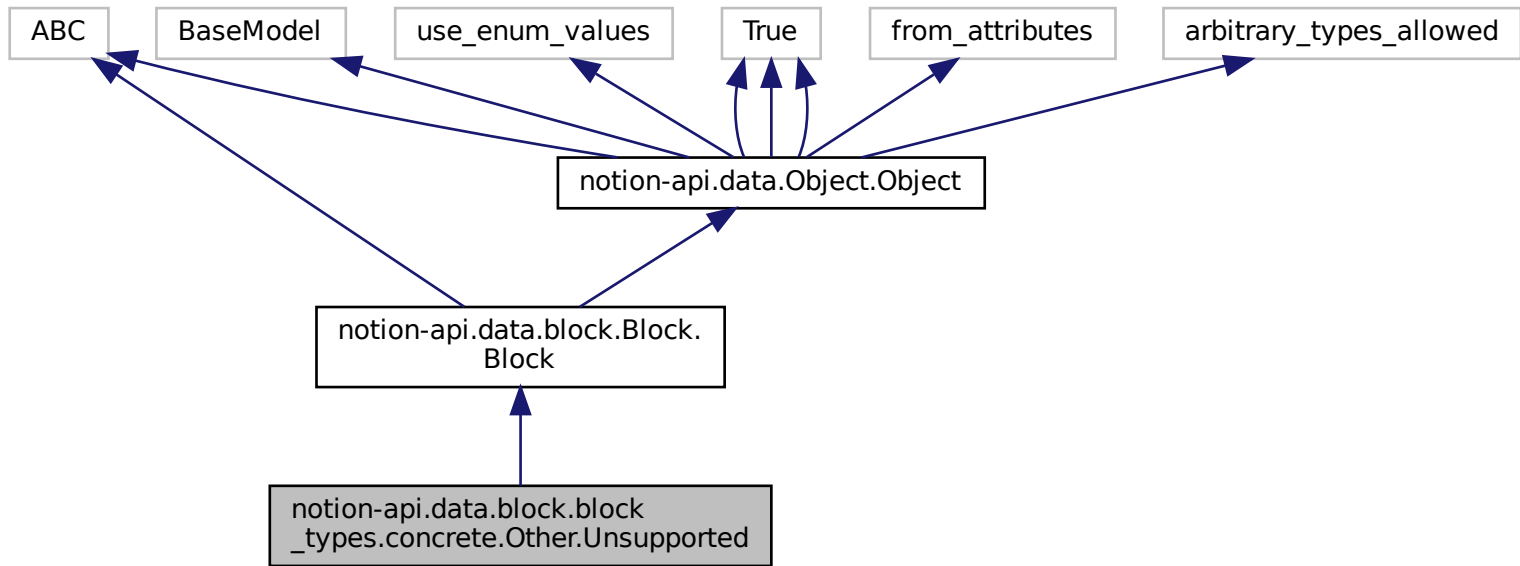 ABC
BaseModel
use_enum_values
True
from_attributes
arbitrary_types_allowed
notion-api.data.Object.Object
notion-api.data.block.Block.
Block
notion-api.data.block.block
_types.concrete.Other.Unsupported